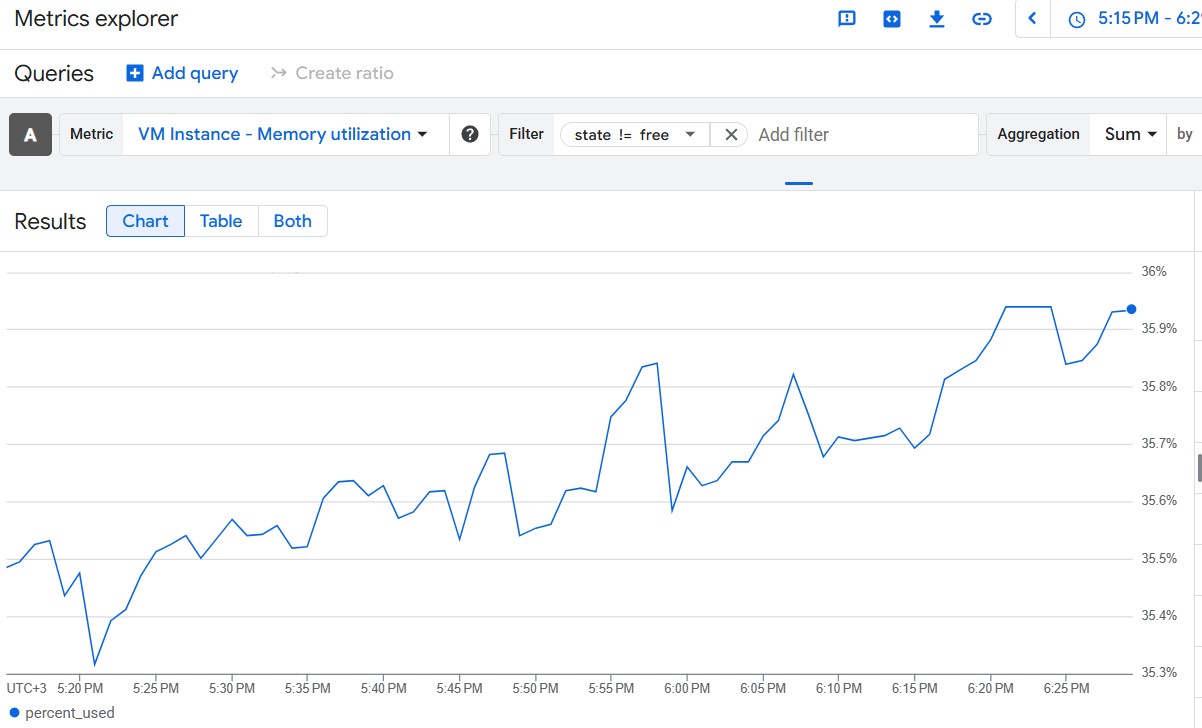 Metrics explorer
5:15 PM - 6:29
Queries Add query Create ratio
A Metric VM Instance - Memory utilization Filter state != free Add filter Aggregation Sum by
Results Chart Table Both
36%
35.9%
35.8%
35.7%
35.6%
35.5%
35.4%
35.3%
UTC+3 5:20 PM 5:25 PM 5:30 PM 5:35 PM 5:40 PM 5:45 PM 5:50 PM 5:55 PM 6:00 PM 6:05 PM 6:10 PM 6:15 PM 6:20 PM 6:25 PM
percent_used